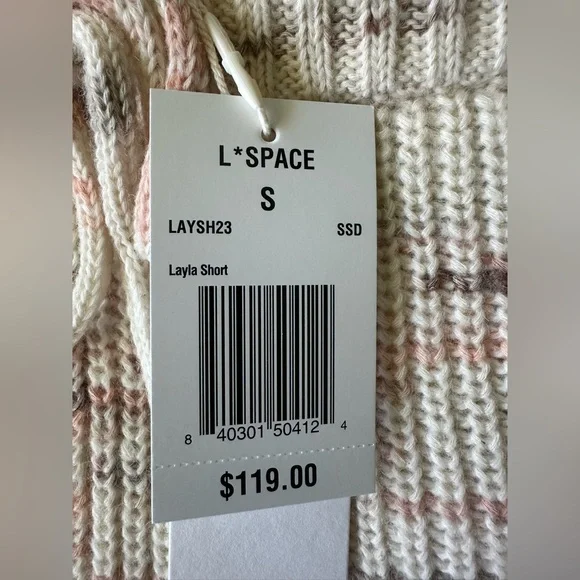 L*SPACE
S
LAYSH23 SSD
Layla Short
8 40301 50412 4
$119.00